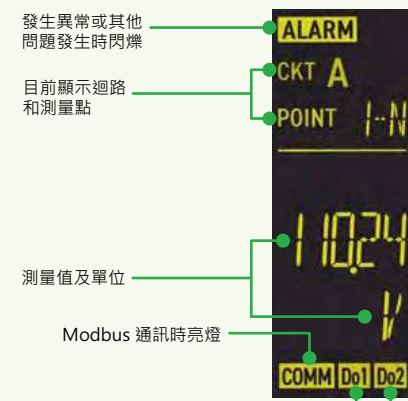 發生異常或其他
問題發生時閃爍
ALARM
目前顯示迴路
和測量點
CKT A
POINT 1-N
測量值及單位
110.24
V
Modbus 通訊時亮燈
COMM Do1 Do2